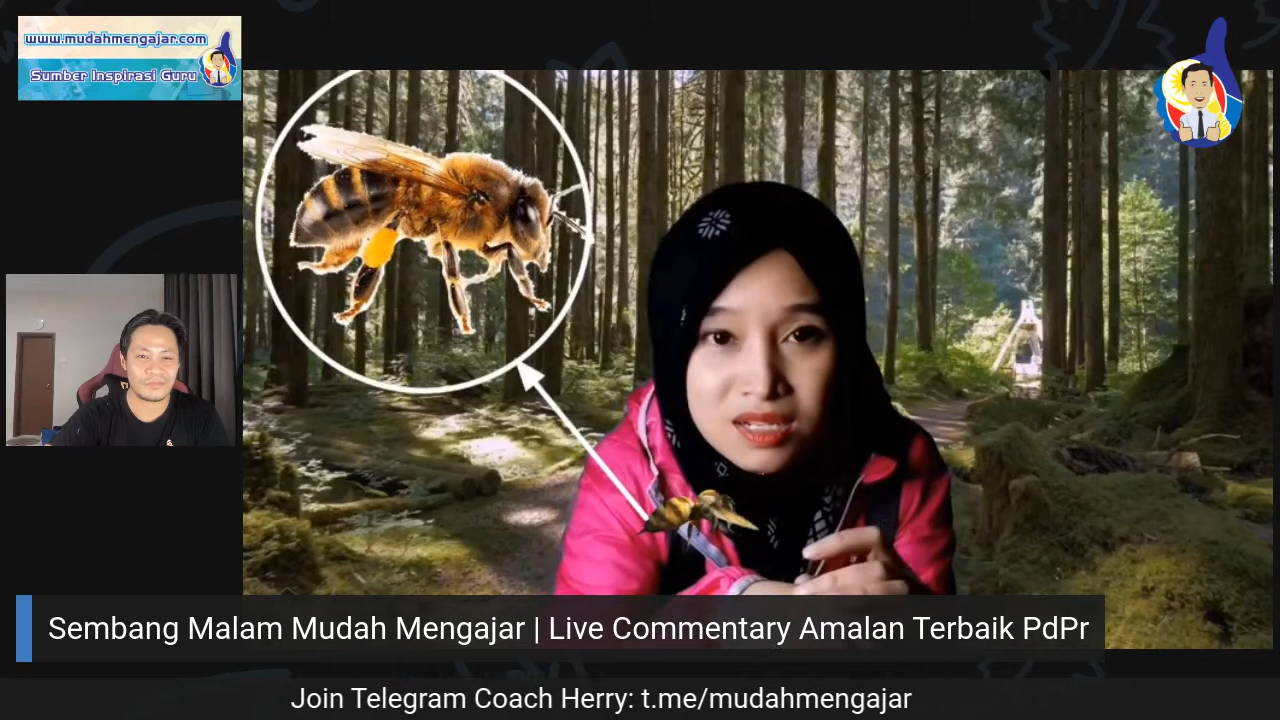 www.mudahmengajar.com
Sumber Inspirasi Guru
Sembang Malam Mudah Mengajar | Live Commentary Amalan Terbaik PdPr
Join Telegram Coach Herry: t.me/mudahmengajar